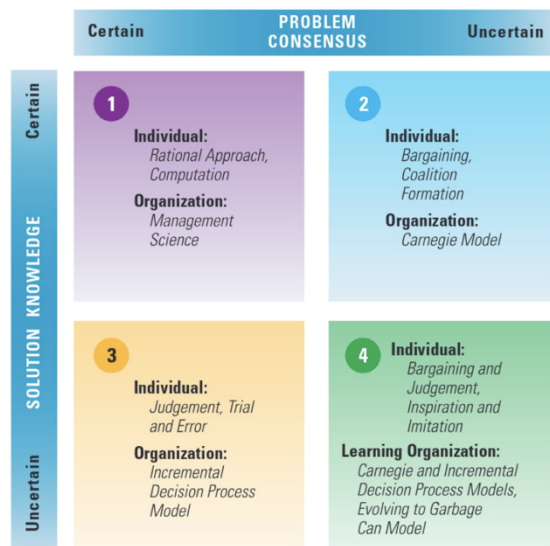 PROBLEM
CONSENSUS
Certain
Uncertain
SOLUTION KNOWLEDGE
Certain
Uncertain
1
Individual:
Rational Approach,
Computation
Organization:
Management
Science
2
Individual:
Bargaining,
Coalition
Formation
Organization:
Carnegie Model
3
Individual:
Judgement, Trial
and Error
Organization:
Incremental
Decision Process
Model
4
Individual:
Bargaining and
Judgement,
Inspiration and
Imitation
Learning Organization:
Carnegie and Incremental
Decision Process Models,
Evolving to Garbage
Can Model